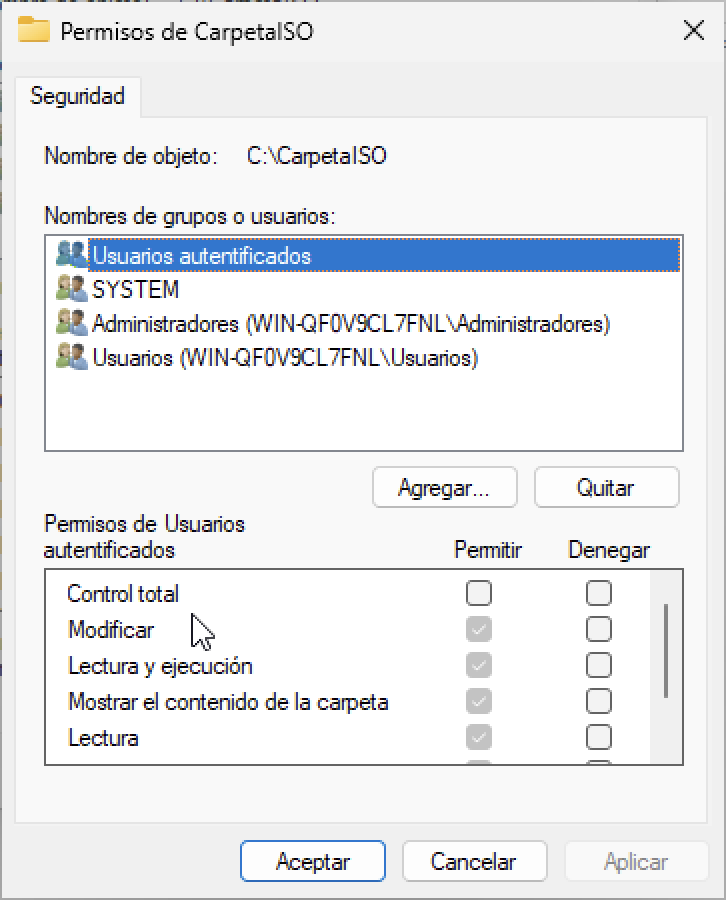 Permisos de CarpetaISO
Seguridad
Nombre de objeto: C:\CarpetaISO
Nombres de grupos o usuarios:
Usuarios autentificados
SYSTEM
Administradores (WIN-QF0V9CL7FNL\Administradores)
Usuarios (WIN-QF0V9CL7FNL\Usuarios)
Agregar... Quitar
Permisos de Usuarios
autentificados Permitir Denegar
Control total
Modificar
Lectura y ejecución
Mostrar el contenido de la carpeta
Lectura
Aceptar Cancelar Aplicar